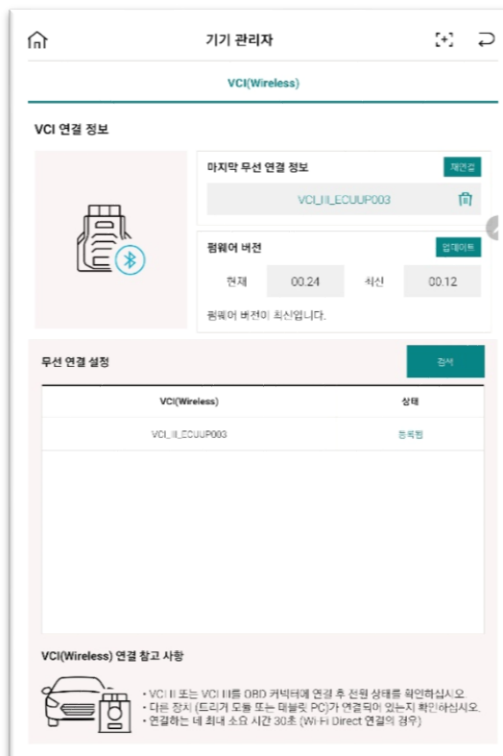 기기 관리자
VCI(Wireless)
VCI 연결 정보
마지막 무선 연결 정보
재연결
VCI_III_ECUUP003
펌웨어 버전
업데이트
현재 00.24 최신 00.12
펌웨어 버전이 최신입니다.
무선 연결 설정
검색
VCI(Wireless) 상태
VCI_II_ECUUP003 등록됨
VCI(Wireless) 연결 참고 사항
• VCI II 또는 VCI III를 OBD 커넥터에 연결 후 전원 상태를 확인하십시오.
• 다른 장치 (트리거 모듈 또는 태블릿 PC)가 연결되어 있는지 확인하십시오.
• 연결하는 데 최대 소요 시간 30초 (Wi-Fi Direct 연결의 경우)